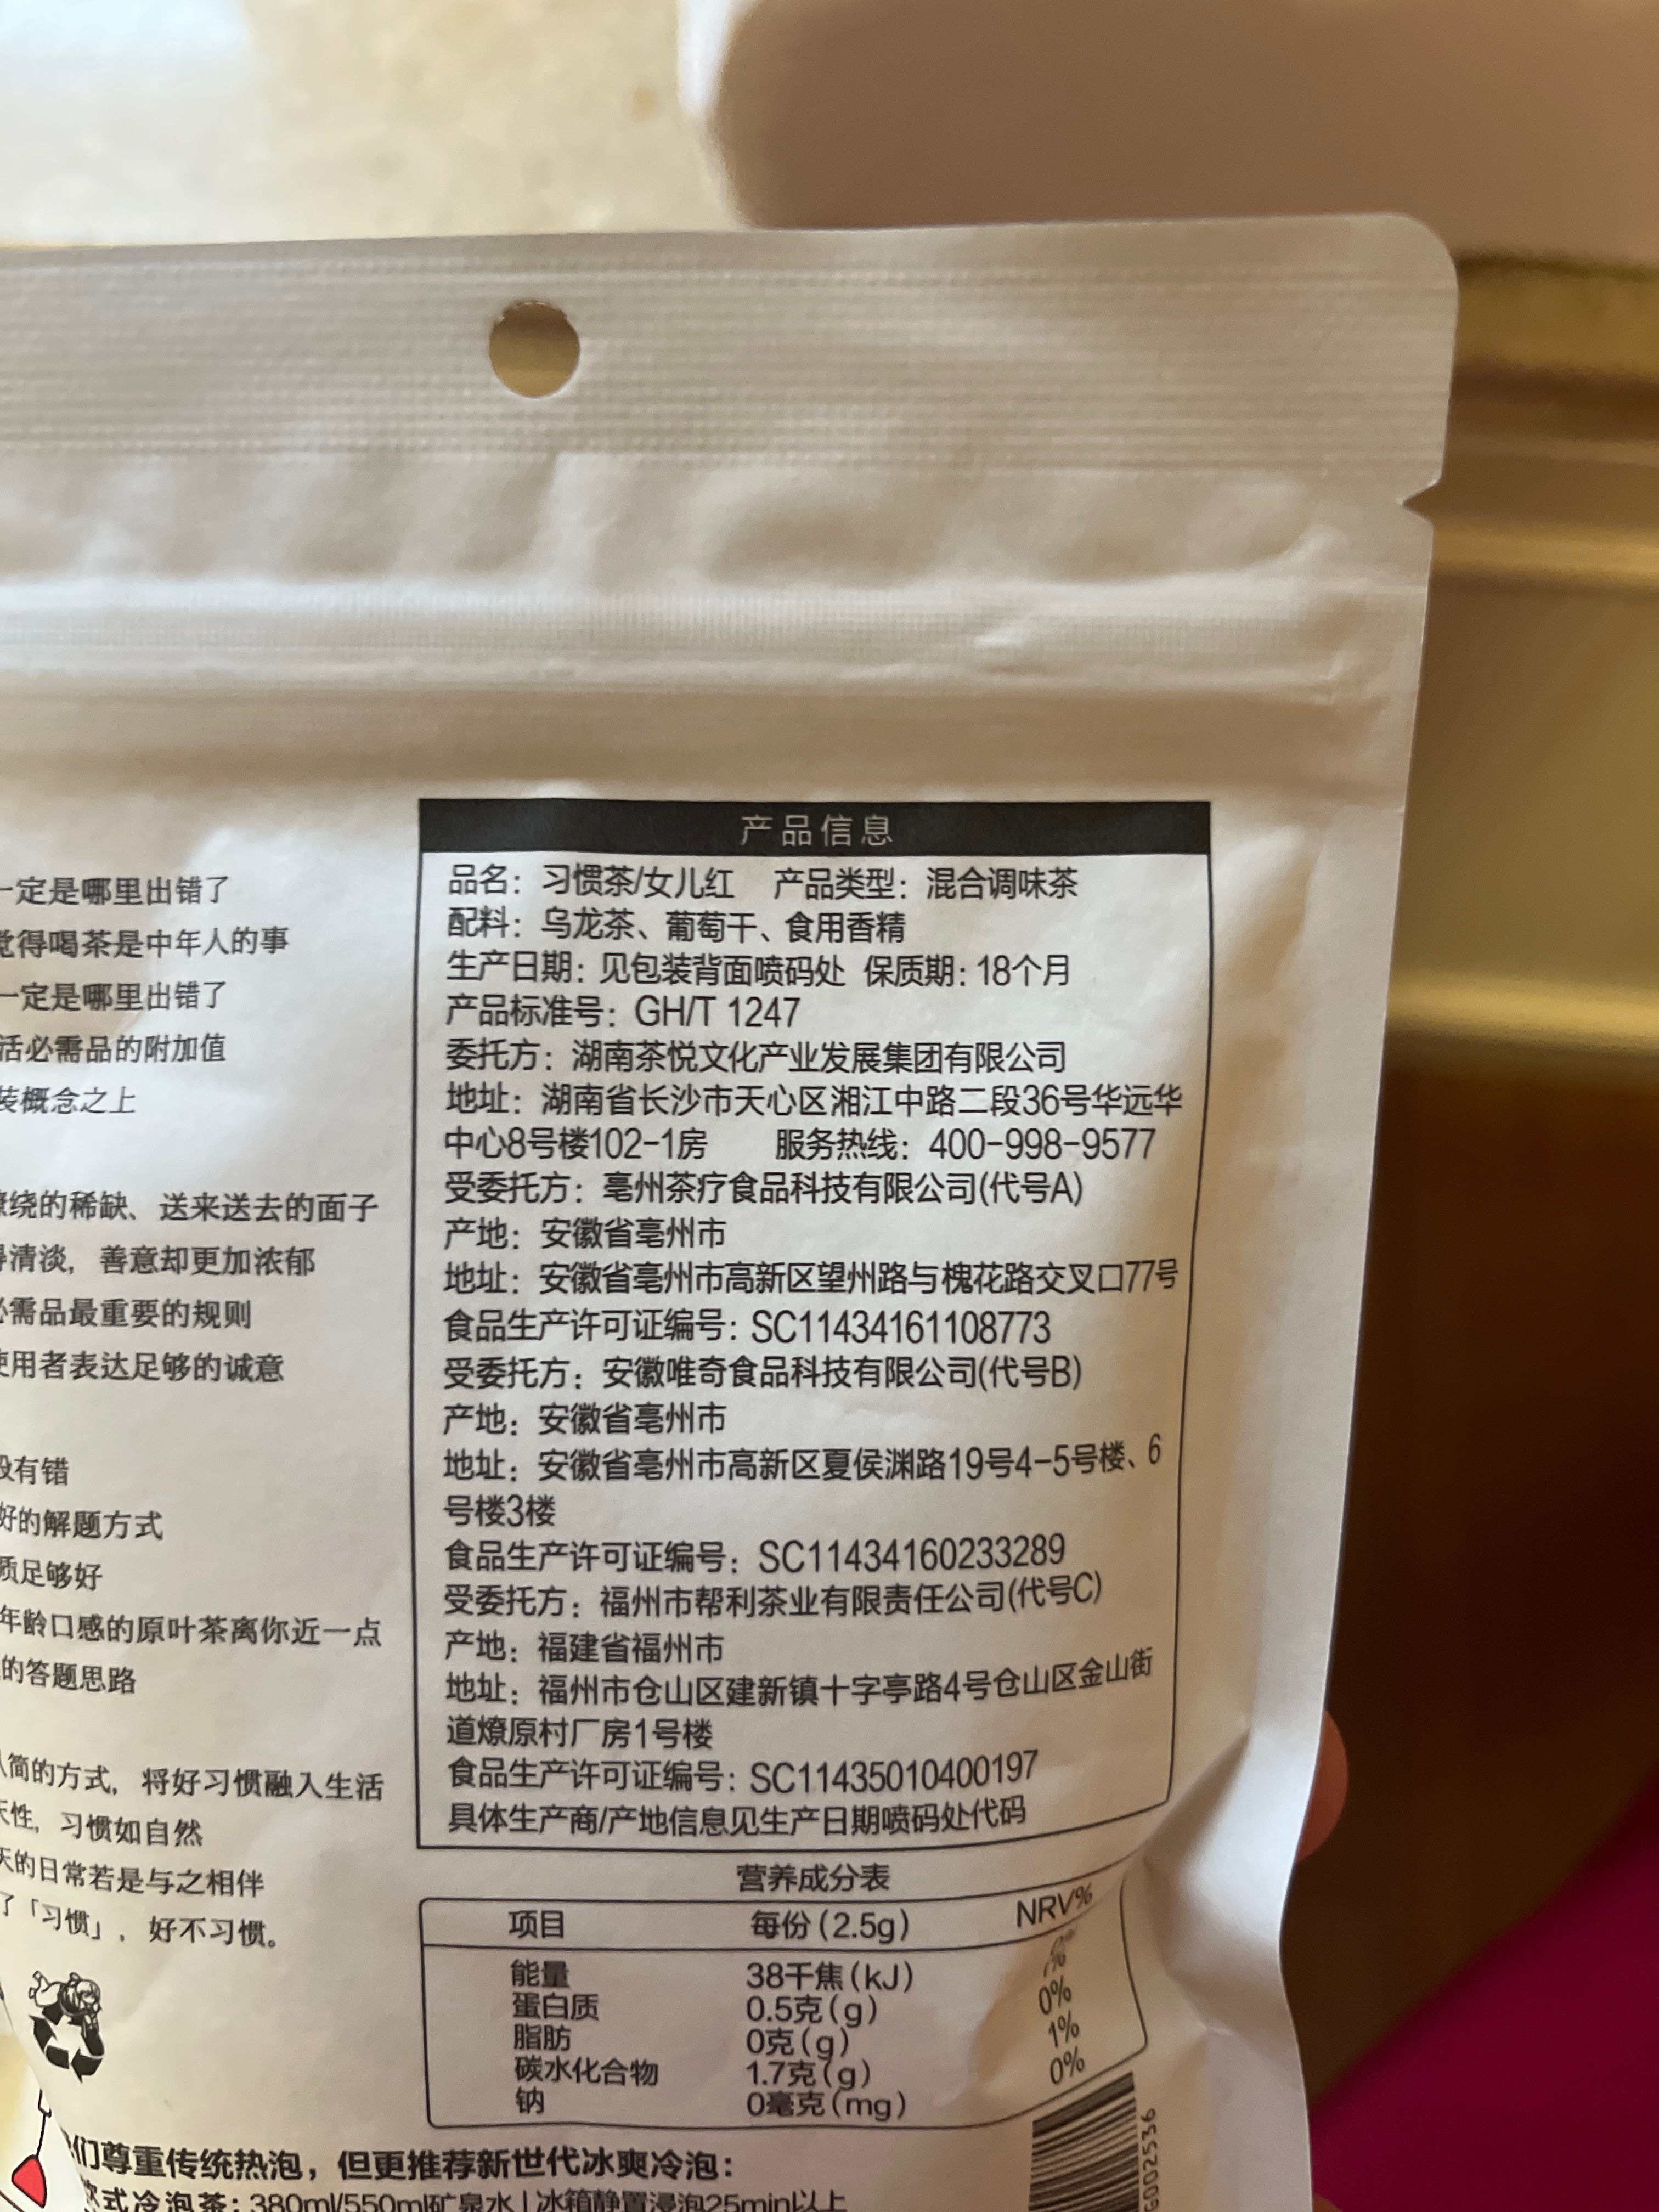 一定是哪里出错了
觉得喝茶是中年人的事
一定是哪里出错了
活必需品的附加值
装概念之上
缭绕的稀缺、送来送去的面子
得清淡，善意却更加浓郁
必需品最重要的规则
使用者表达足够的诚意
没有错
好的解题方式
质足够好
年龄口感的原叶茶离你近一点
的答题思路
简的方式，将好习惯融入生活
天性，习惯如自然
天的日常若是与之相伴
了「习惯」，好不习惯。
产品信息
品名：习惯茶/女儿红 产品类型：混合调味茶
配料：乌龙茶、葡萄干、食用香精
生产日期：见包装背面喷码处 保质期：18个月
产品标准号：GH/T 1247
委托方：湖南茶悦文化产业发展集团有限公司
地址：湖南省长沙市天心区湘江中路二段36号华远华
中心8号楼102-1房 服务热线：400-998-9577
受委托方：亳州茶疗食品科技有限公司(代号A)
产地：安徽省亳州市
地址：安徽省亳州市高新区望州路与槐花路交叉口77号
食品生产许可证编号：SC11434161108773
受委托方：安徽唯奇食品科技有限公司(代号B)
产地：安徽省亳州市
地址：安徽省亳州市高新区夏侯渊路19号4-5号楼、6
号楼3楼
食品生产许可证编号：SC11434160233289
受委托方：福州市帮利茶业有限责任公司(代号C)
产地：福建省福州市
地址：福州市仓山区建新镇十字亭路4号仓山区金山街
道燎原村厂房1号楼
食品生产许可证编号：SC11435010400197
具体生产商/产地信息见生产日期喷码处代码
营养成分表
项目 每份(2.5g) NRV%
能量 38千焦(kJ)
蛋白质 0.5克(g)
脂肪 0克(g) 0%
碳水化合物 1.7克(g) 1%
钠 0毫克(mg) 0%
们尊重传统热泡，但更推荐新世代冰爽冷泡：
式冷泡茶：380ml/550ml矿泉水 | 冰箱静置浸泡25min以上
6002536